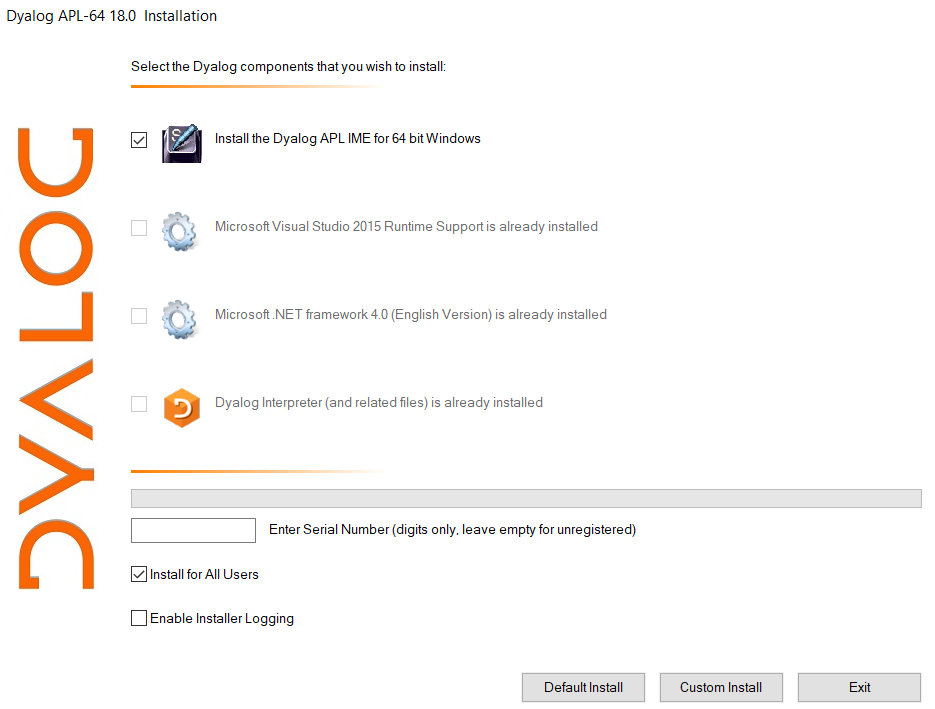 Dyalog APL-64 18.0 Installation
Select the Dyalog components that you wish to install:
DYALOG
Install the Dyalog APL IME for 64 bit Windows
Microsoft Visual Studio 2015 Runtime Support is already installed
Microsoft .NET framework 4.0 (English Version) is already installed
Dyalog Interpreter (and related files) is already installed
Enter Serial Number (digits only, leave empty for unregistered)
Install for All Users
Enable Installer Logging
Default Install
Custom Install
Exit